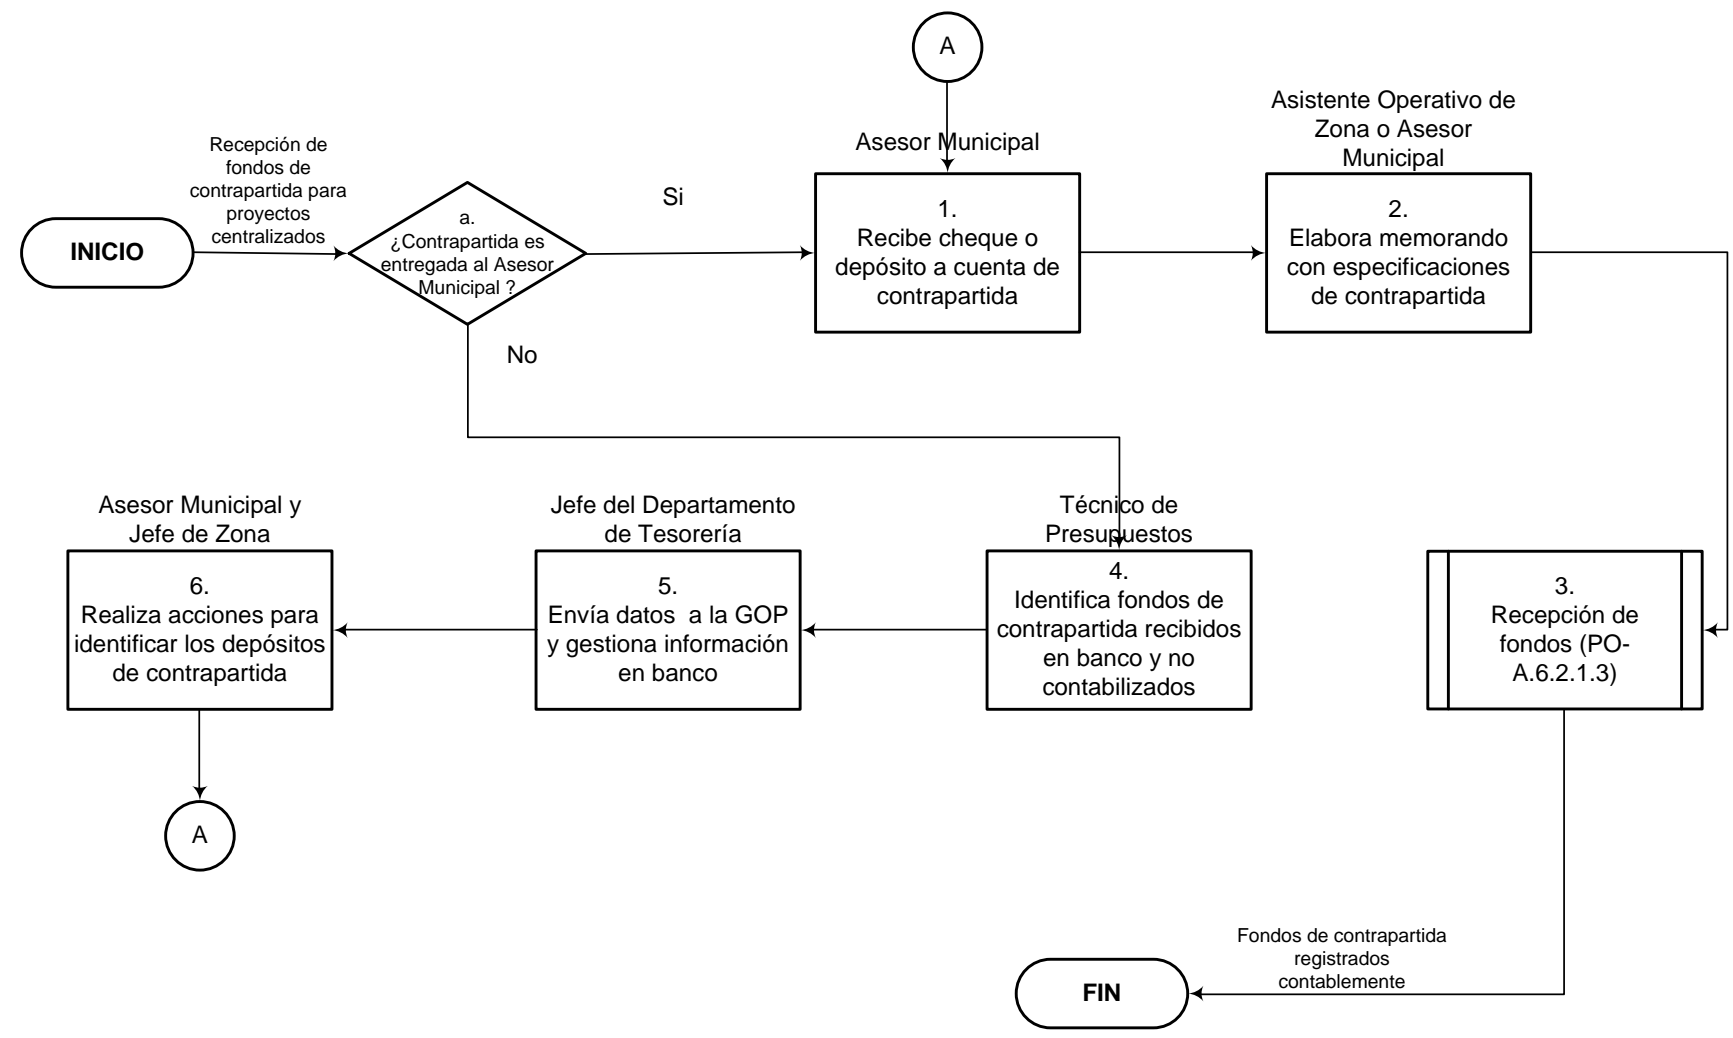 A
Asistente Operativo de
Zona o Asesor
Municipal
Asesor Municipal
Recepción de
fondos de
contrapartida para
proyectos
centralizados
INICIO
a.
¿Contrapartida es
entregada al Asesor
Municipal ?
Si
No
1.
Recibe cheque o
depósito a cuenta de
contrapartida
2.
Elabora memorando
con especificaciones
de contrapartida
Asesor Municipal y
Jefe de Zona
6.
Realiza acciones para
identificar los depósitos
de contrapartida
Jefe del Departamento
de Tesorería
5.
Envía datos  a la GOP
y gestiona información
en banco
Técnico de
Presupuestos
4.
Identifica fondos de
contrapartida recibidos
en banco y no
contabilizados
3.
Recepción de
fondos (PO-
A.6.2.1.3)
A
Fondos de contrapartida
registrados
contablemente
FIN